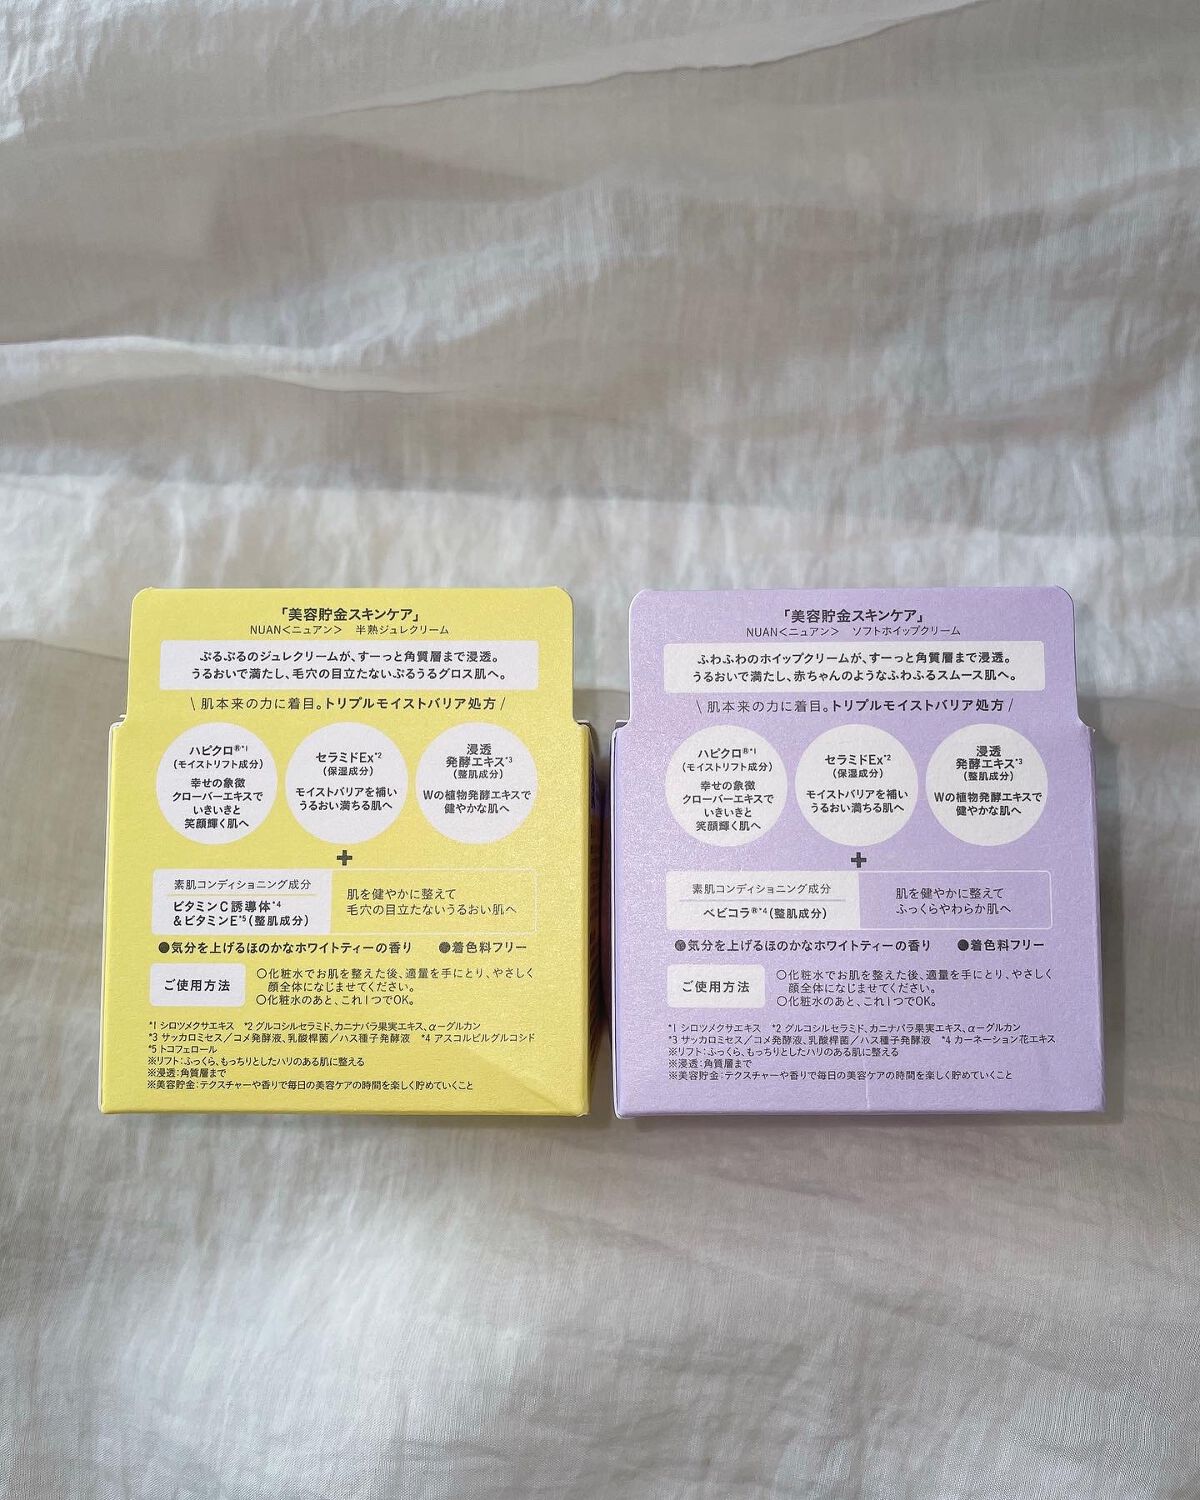 「美容貯金スキンケア」
NUAN＜ニュアン＞　半熟ジュレクリーム
ぷるぷるのジュレクリームが、すーっと角質層まで浸透。
うるおいで満たし、毛穴の目立たないぷるうるグロス肌へ。
\ 肌本来の力に着目。トリプルモイストバリア処方 /
ハピクロ®*1
(モイストリフト成分)
幸せの象徴
クローバーエキスで
いきいきと
笑顔輝く肌へ
セラミドEx*2
(保湿成分)
モイストバリアを補い
うるおい満ちる肌へ
浸透
発酵エキス*3
(整肌成分)
Wの植物発酵エキスで
健やかな肌へ
+
素肌コンディショニング成分
ビタミンC誘導体*4
&ビタミンE*5(整肌成分)
肌を健やかに整えて
毛穴の目立たないうるおい肌へ
●気分を上げるほのかなホワイトティーの香り　●着色料フリー
ご使用方法
○化粧水でお肌を整えた後、適量を手にとり、やさしく
顔全体になじませてください。
○化粧水のあと、これ1つでOK。
*1 シロツメクサエキス　*2 グルコシルセラミド、カニナバラ果実エキス、α-グルカン
*3 サッカロミセス／コメ発酵液、乳酸桿菌／ハス種子発酵液　*4 アスコルビルグルコシド
*5 トコフェロール
※リフト：ふっくら、もっちりとしたハリのある肌に整える
※浸透：角質層まで
※美容貯金：テクスチャーや香りで毎日の美容ケアの時間を楽しく貯めていくこと
「美容貯金スキンケア」
NUAN＜ニュアン＞　ソフトホイップクリーム
ふわふわのホイップクリームが、すーっと角質層まで浸透。
うるおいで満たし、赤ちゃんのようなふわふるスムース肌へ。
\ 肌本来の力に着目。トリプルモイストバリア処方 /
ハピクロ®*1
(モイストリフト成分)
幸せの象徴
クローバーエキスで
いきいきと
笑顔輝く肌へ
セラミドEx*2
(保湿成分)
モイストバリアを補い
うるおい満ちる肌へ
浸透
発酵エキス*3
(整肌成分)
Wの植物発酵エキスで
健やかな肌へ
+
素肌コンディショニング成分
ベビコラ®*4(整肌成分)
肌を健やかに整えて
ふっくらやわらか肌へ
●気分を上げるほのかなホワイトティーの香り　●着色料フリー
ご使用方法
○化粧水でお肌を整えた後、適量を手にとり、やさしく
顔全体になじませてください。
○化粧水のあと、これ1つでOK。
*1 シロツメクサエキス　*2 グルコシルセラミド、カニナバラ果実エキス、α-グルカン
*3 サッカロミセス／コメ発酵液、乳酸桿菌／ハス種子発酵液　*4 カーネーション花エキス
※リフト：ふっくら、もっちりとしたハリのある肌に整える
※浸透：角質層まで
※美容貯金：テクスチャーや香りで毎日の美容ケアの時間を楽しく貯めていくこと